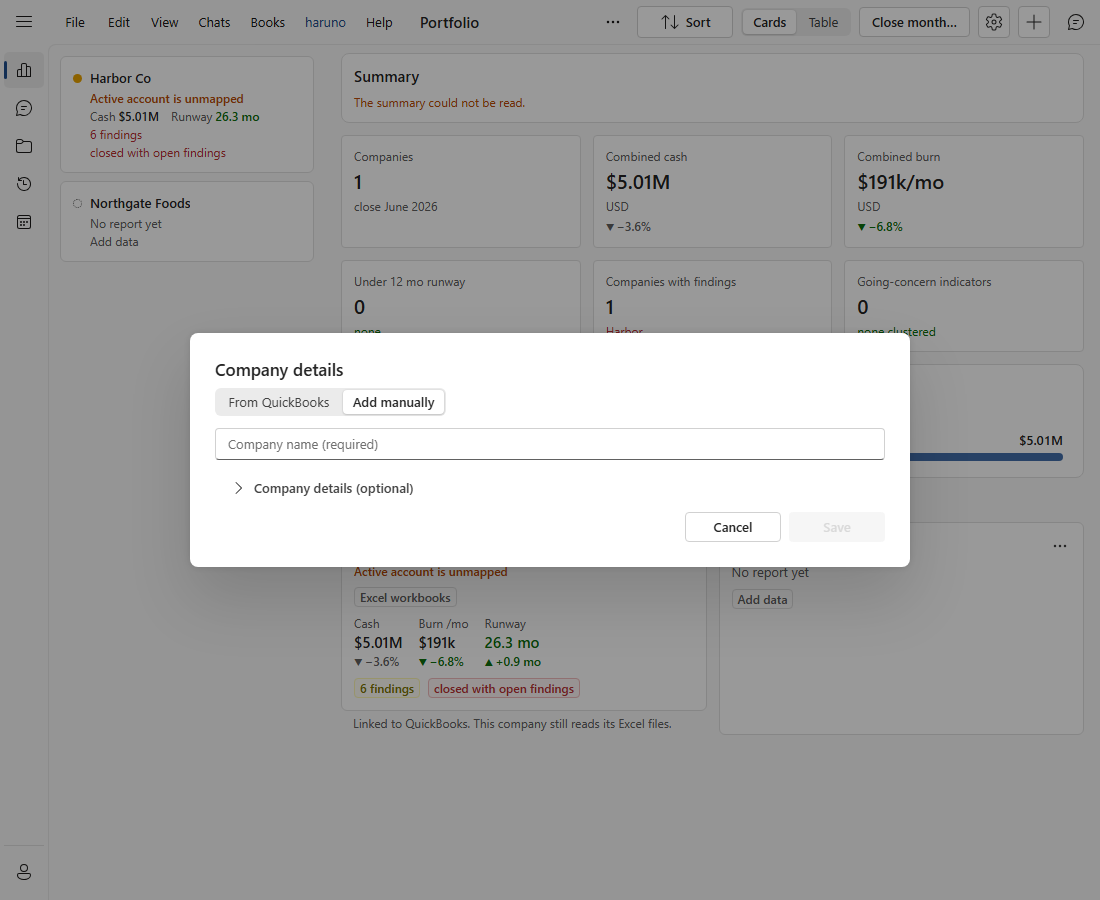 File Edit View Chats Books haruno Help Portfolio ... Sort Cards Table Close month...
Harbor Co
Active account is unmapped
Cash $5.01M Runway 26.3 mo
6 findings
closed with open findings
Northgate Foods
No report yet
Add data
Summary
The summary could not be read.
Companies
1
close June 2026
Combined cash
$5.01M
USD
▼ −3.6%
Combined burn
$191k/mo
USD
▼ −6.8%
Under 12 mo runway
0
none
Companies with findings
1
Harbor
Going-concern indicators
0
none clustered
$5.01M
Company details
From QuickBooks Add manually
Company name (required)
Company details (optional)
Cancel Save
Active account is unmapped
Excel workbooks
Cash Burn /mo Runway
$5.01M $191k 26.3 mo
▼ −3.6% ▼ −6.8% ▲ +0.9 mo
6 findings closed with open findings
Linked to QuickBooks. This company still reads its Excel files.
...
No report yet
Add data